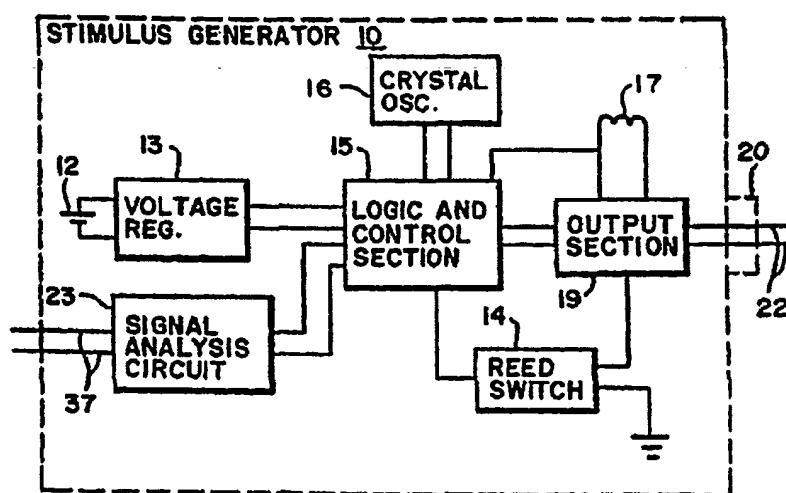 STIMULUS GENERATOR 10
16
CRYSTAL
OSC.
17
20
12
13
VOLTAGE
REG.
15
LOGIC AND
CONTROL
SECTION
OUTPUT
SECTION
19
22
23
SIGNAL
ANALYSIS
CIRCUIT
37
14
REED
SWITCH